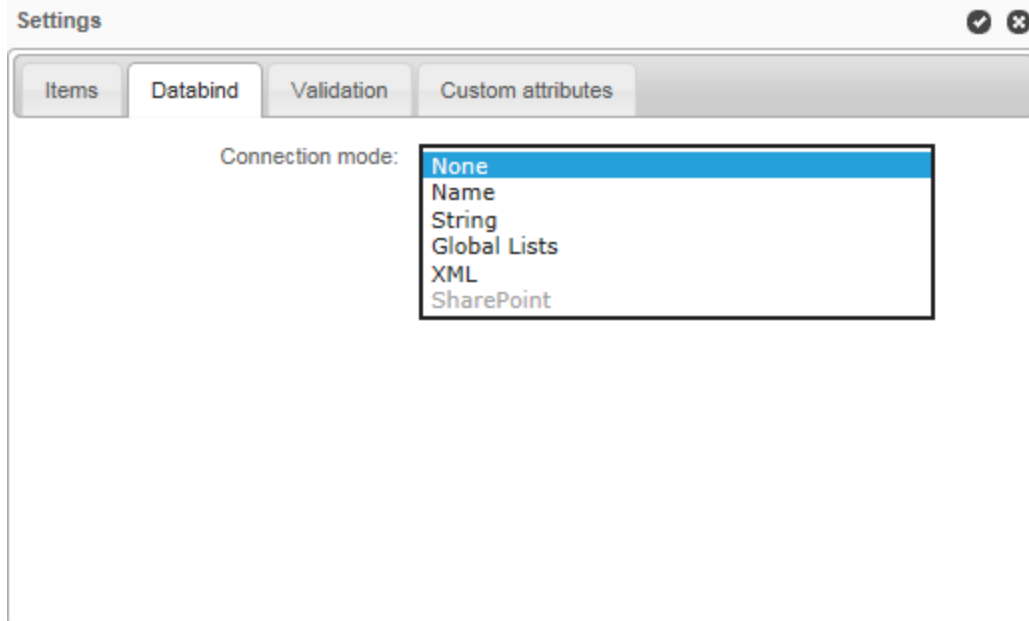 Settings
Items Databind Validation Custom attributes
Connection mode:
None
Name
String
Global Lists
XML
SharePoint